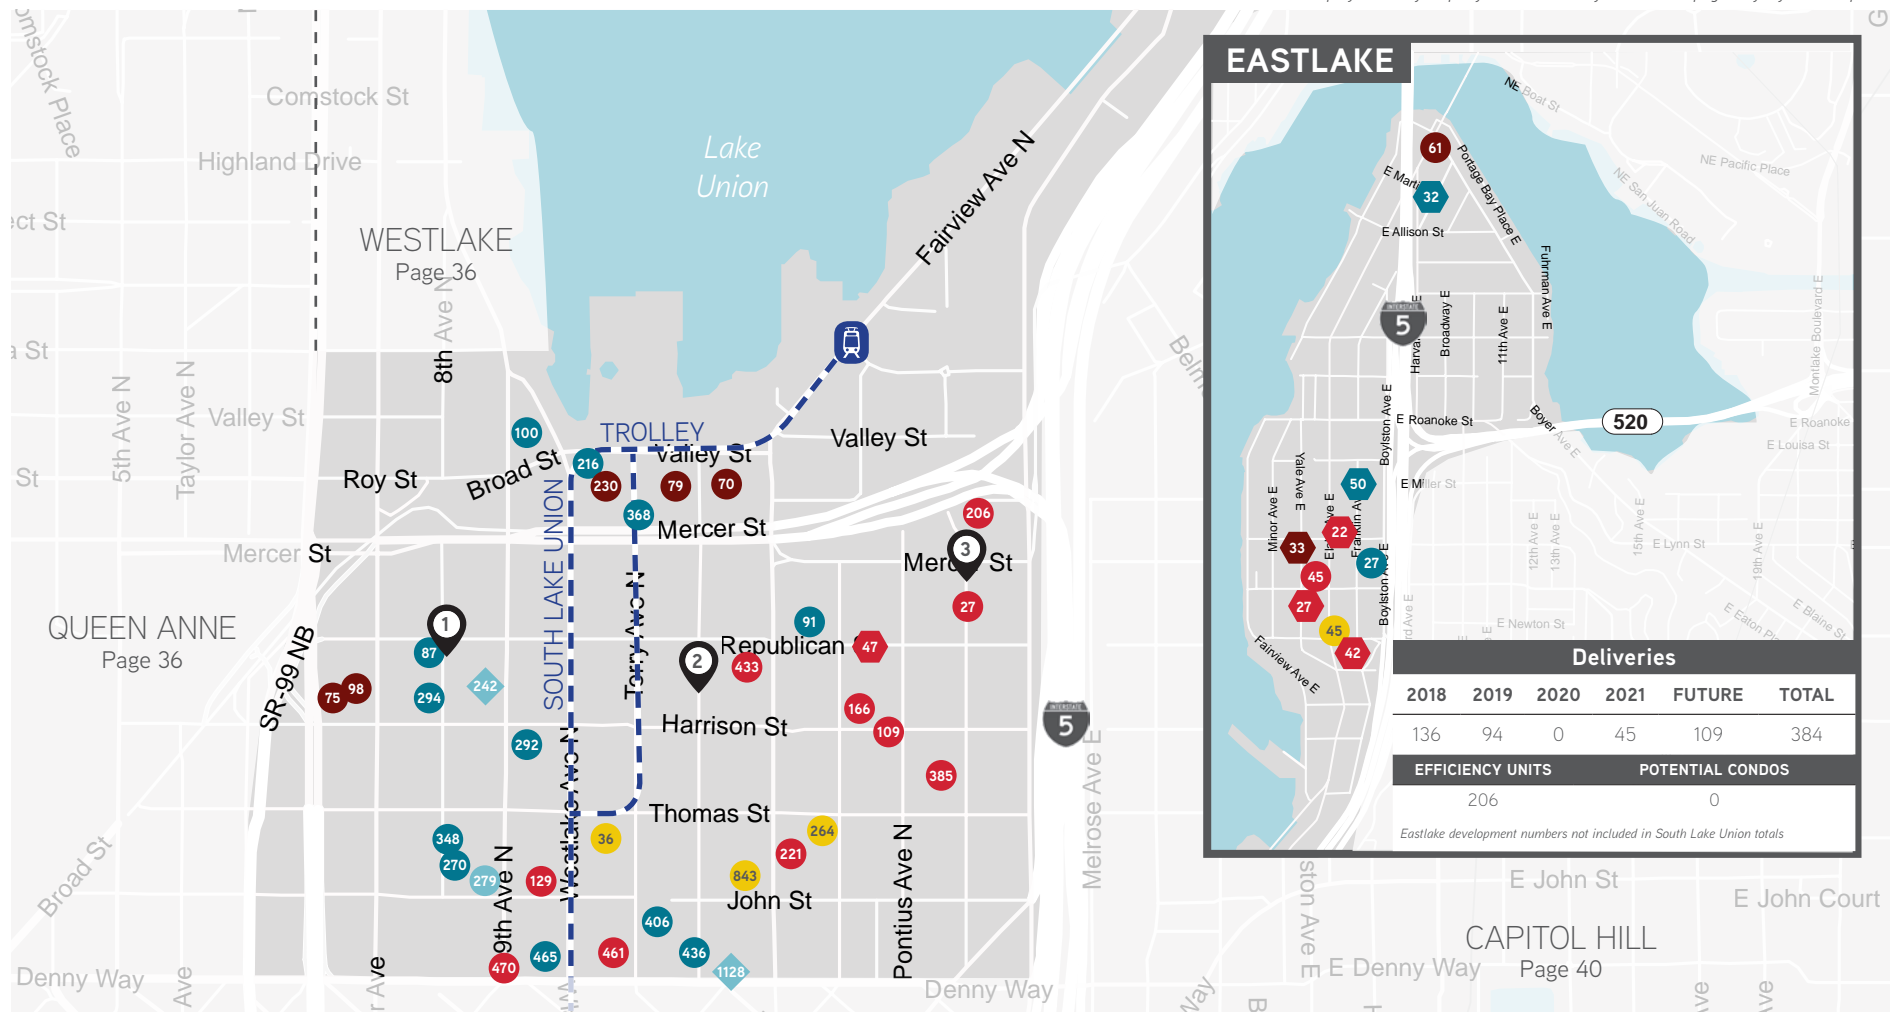 Comstock St
Highland Drive
WESTLAKE
Page 36
8th Ave N
5th Ave N
Taylor Ave N
Valley St
Roy St
Broad St
Mercer St
QUEEN ANNE
Page 36
SR-99 NB
Lake
Union
Fairview Ave N
TROLLEY
Valley St
Valley St
SOUTH LAKE UNION
Mercer St
Republican
Harrison St
Thomas St
John St
9th Ave N
Pontius Ave N
Melrose Ave E
Broad St
Denny Way
Denny Way
100
216
230
79
70
368
206
3
27
1
87
242
294
75
98
91
47
2
433
166
109
385
292
348
270
279
129
36
264
221
843
406
465
461
436
470
1128
INTERSTATE
5
EASTLAKE
NE Boat St
NE Pacific Place
NE San Juan Road
Portage Bay Place E
61
32
E Allison St
Fuhrman Ave E
INTERSTATE
5
Broadway E
11th Ave E
Montlake Boulevard E
Boylston Ave E
E Roanoke St
Boyer Ave E
520
E Roanoke
E Louisa St
Yale Ave E
Minor Ave E
50
E Miller St
22
33
27
45
27
45
42
Boylston Ave E
12th Ave E
13th Ave E
15th Ave E
19th Ave E
E Lynn St
E Newton St
E Blaine St
Fairview Ave E
Deliveries
2018 2019 2020 2021 FUTURE TOTAL
136 94 0 45 109 384
EFFICIENCY UNITS POTENTIAL CONDOS
206 0
Eastlake development numbers not included in South Lake Union totals
E John St
E John Court
CAPITOL HILL
Page 40
E Denny Way